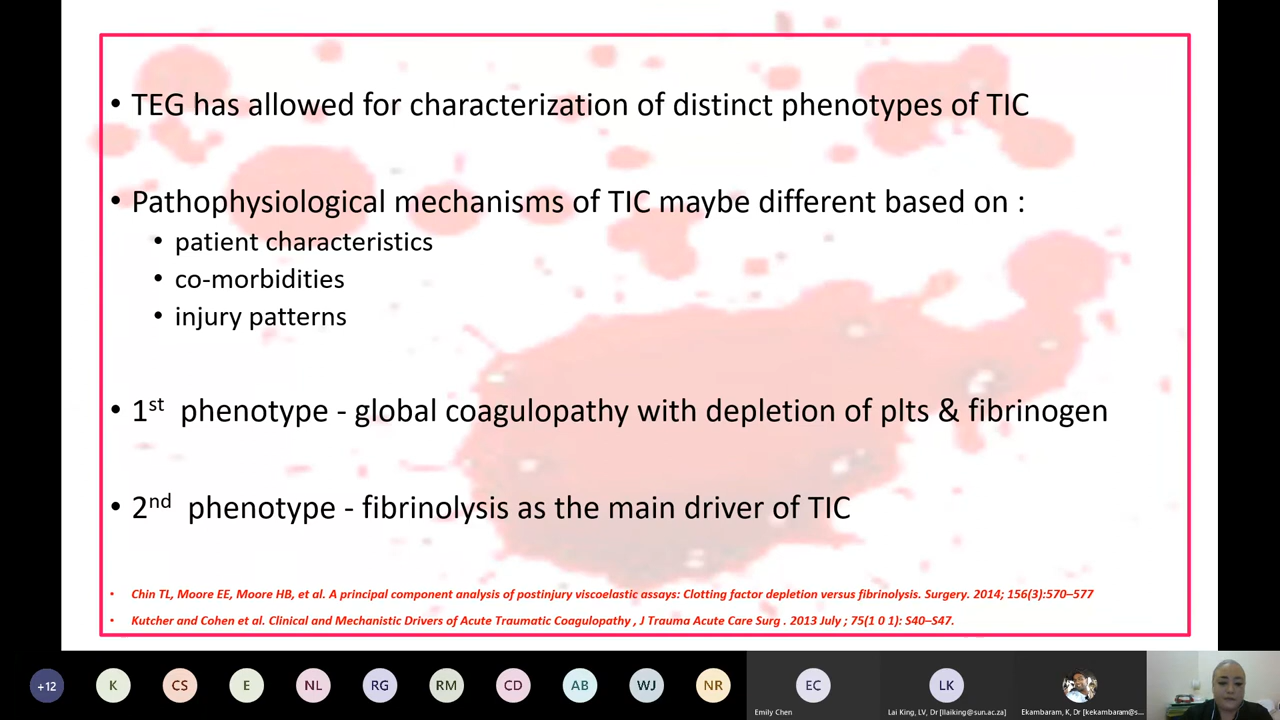 • TEG has allowed for characterization of distinct phenotypes of TIC
• Pathophysiological mechanisms of TIC maybe different based on :
• patient characteristics
• co-morbidities
• injury patterns
• 1st phenotype - global coagulopathy with depletion of plts & fibrinogen
• 2nd phenotype - fibrinolysis as the main driver of TIC
• Chin TL, Moore EE, Moore HB, et al. A principal component analysis of postinjury viscoelastic assays: Clotting factor depletion versus fibrinolysis. Surgery. 2014; 156(3):570–577
• Kutcher and Cohen et al. Clinical and Mechanistic Drivers of Acute Traumatic Coagulopathy , J Trauma Acute Care Surg . 2013 July ; 75(1 0 1): S40–S47.
+12 K CS E NL RG RM CD AB WJ NR EC LK
Emily Chen Lai King, LV, Dr [llaiking@sun.ac.za] Ekambaram, K, Dr [kekambaram@s...